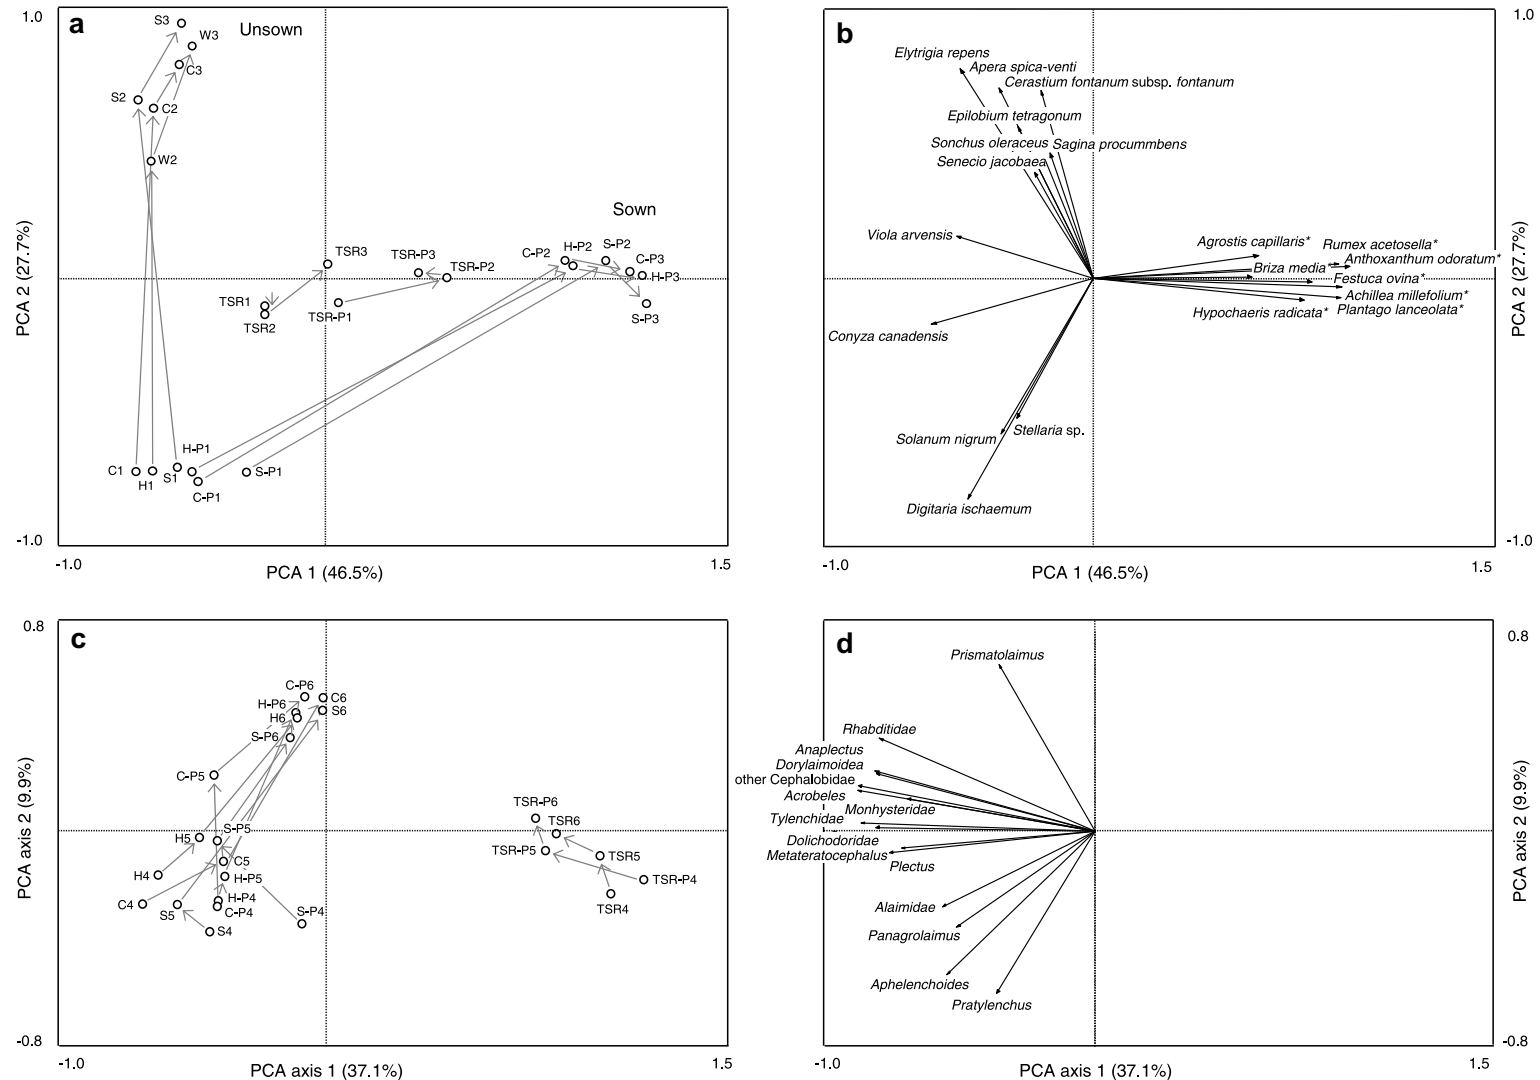 a
1.0
Unsown
S3
W3
C3
S2
C2
W2
Sown
TSR3
TSR-P3
TSR-P2
C-P2
H-P2
S-P2
C-P3
H-P3
S-P3
TSR1
TSR2
TSR-P1
C1
H1
S1
H-P1
C-P1
S-P1
-1.0
-1.0
1.5
PCA 1 (46.5%)
PCA 2 (27.7%)
b
1.0
Elytrigia repens
Apera spica-venti
Cerastium fontanum subsp. fontanum
Epilobium tetragonum
Sonchus oleraceus
Sagina procummbens
Senecio jacobaea
Viola arvensis
Agrostis capillaris*
Rumex acetosella*
Anthoxanthum odoratum*
Briza media*
Festuca ovina*
Achillea millefolium*
Hypochaeris radicata*
Plantago lanceolata*
Conyza canadensis
Solanum nigrum
Stellaria sp.
Digitaria ischaemum
-1.0
-1.0
1.5
PCA 1 (46.5%)
PCA 2 (27.7%)
c
0.8
C-P6
C6
H-P6
H6
S6
S-P6
C-P5
H5
S-P5
C5
H4
H-P5
C4
S5
H-P4
C-P4
S4
S-P4
TSR-P6
TSR6
TSR-P5
TSR5
TSR-P4
TSR4
-0.8
-1.0
1.5
PCA axis 1 (37.1%)
PCA axis 2 (9.9%)
d
0.8
Prismatolaimus
Rhabditidae
Anaplectus
Dorylaimoidea
other Cephalobidae
Acrobeles
Monhysteridae
Tylenchidae
Dolichodoridae
Metateratocephalus
Plectus
Alaimidae
Panagrolaimus
Aphelenchoides
Pratylenchus
-0.8
-1.0
1.5
PCA axis 1 (37.1%)
PCA axis 2 (9.9%)